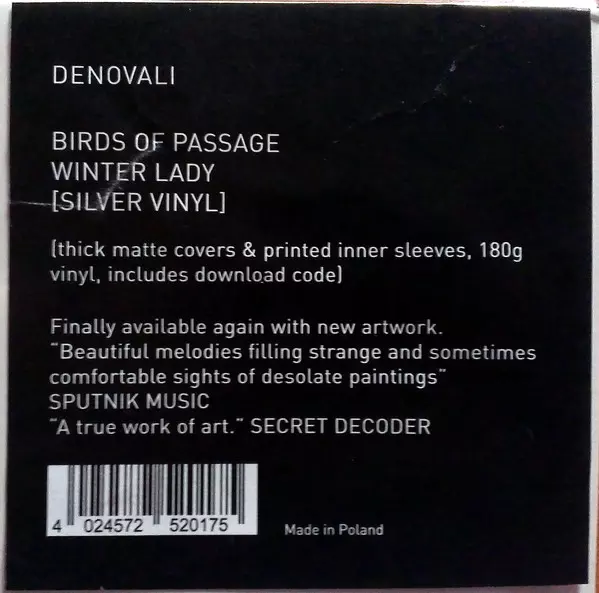 DENOVALI
BIRDS OF PASSAGE
WINTER LADY
[SILVER VINYL]
(thick matte covers & printed inner sleeves, 180g
vinyl, includes download code)
Finally available again with new artwork.
"Beautiful melodies filling strange and sometimes
comfortable sights of desolate paintings"
SPUTNIK MUSIC
"A true work of art." SECRET DECODER
4 024572 520175
Made in Poland